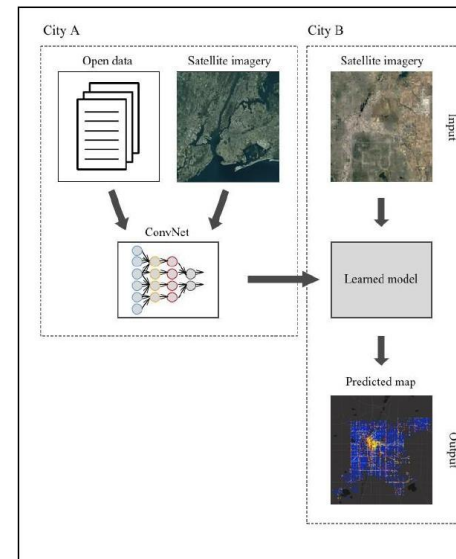 City A
City B
Open data
Satellite imagery
Satellite imagery
Input
ConvNet
Learned model
Predicted map
Output